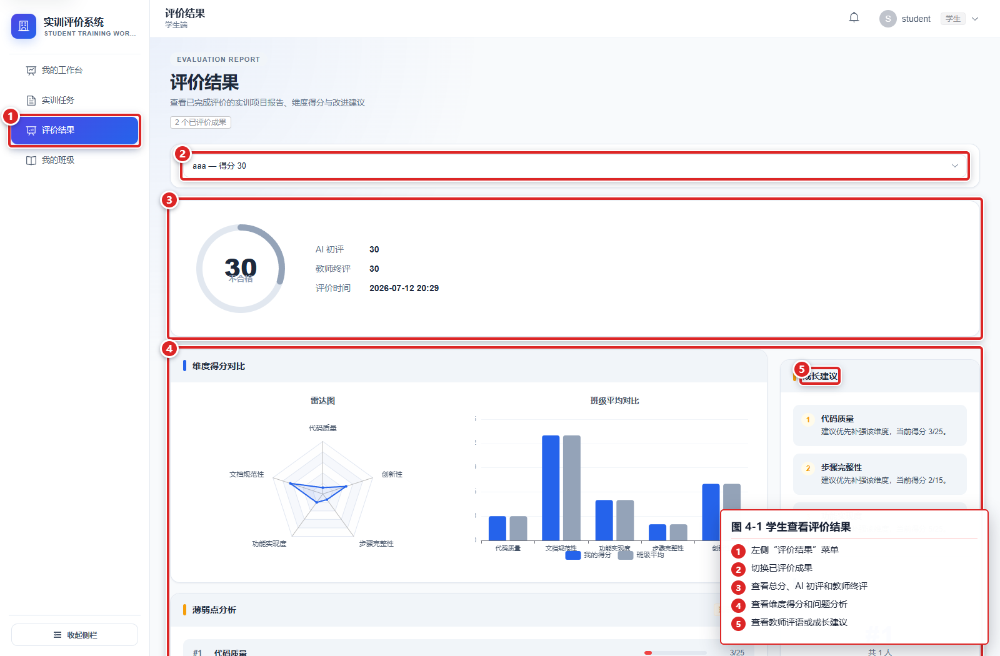 实训评价系统
STUDENT TRAINING WOR...
我的工作台
实训任务
1
评价结果
我的班级
收起侧栏
评价结果
学生端
S student 学生
EVALUATION REPORT
评价结果
查看已完成评价的实训项目报告、维度得分与改进建议
2 个已评价成果
2
aaa — 得分 30
3
30
不合格
AI 初评 30
教师终评 30
评价时间 2026-07-12 20:29
4
维度得分对比
雷达图
代码质量
文档规范性
创新性
功能实现度
步骤完整性
班级平均对比
代码质量 文档规范性 功能实现度 步骤完整性 创
我的得分 班级平均
薄弱点分析
#1 代码质量 3/25
5
成长建议
1 代码质量
建议优先补强该维度，当前得分 3/25。
2 步骤完整性
建议优先补强该维度，当前得分 2/15。
图 4-1 学生查看评价结果
1 左侧“评价结果”菜单
2 切换已评价成果
3 查看总分、AI 初评和教师终评
4 查看维度得分和问题分析
5 查看教师评语或成长建议
共 1 人